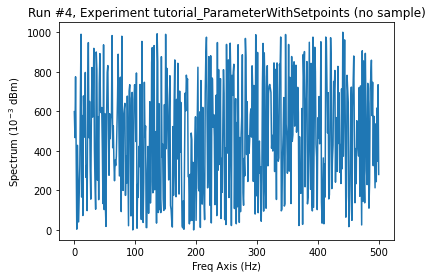 Run #4, Experiment tutorial_ParameterWithSetpoints (no sample)
1000
800
600
400
200
0
Spectrum (10⁻³ dBm)
0 100 200 300 400 500
Freq Axis (Hz)